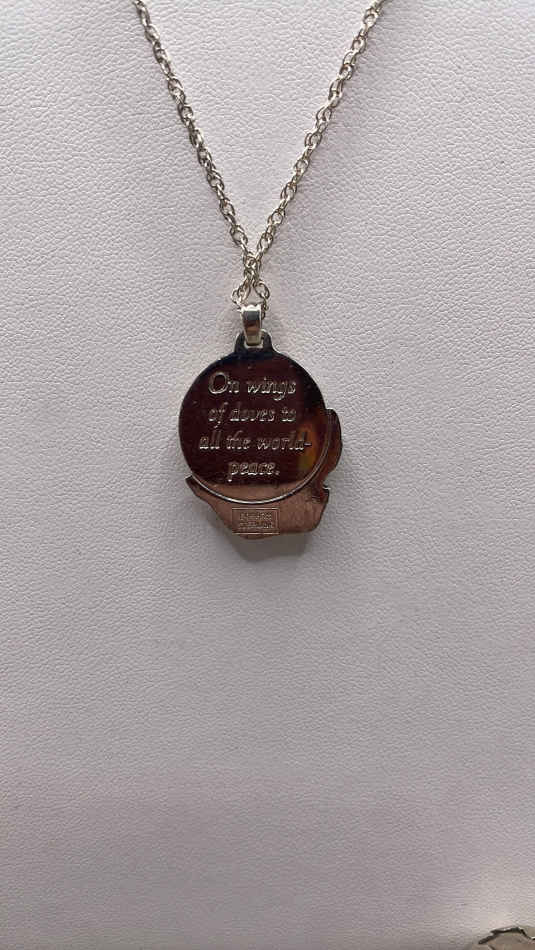 On wings
of doves to
all the world-
peace.